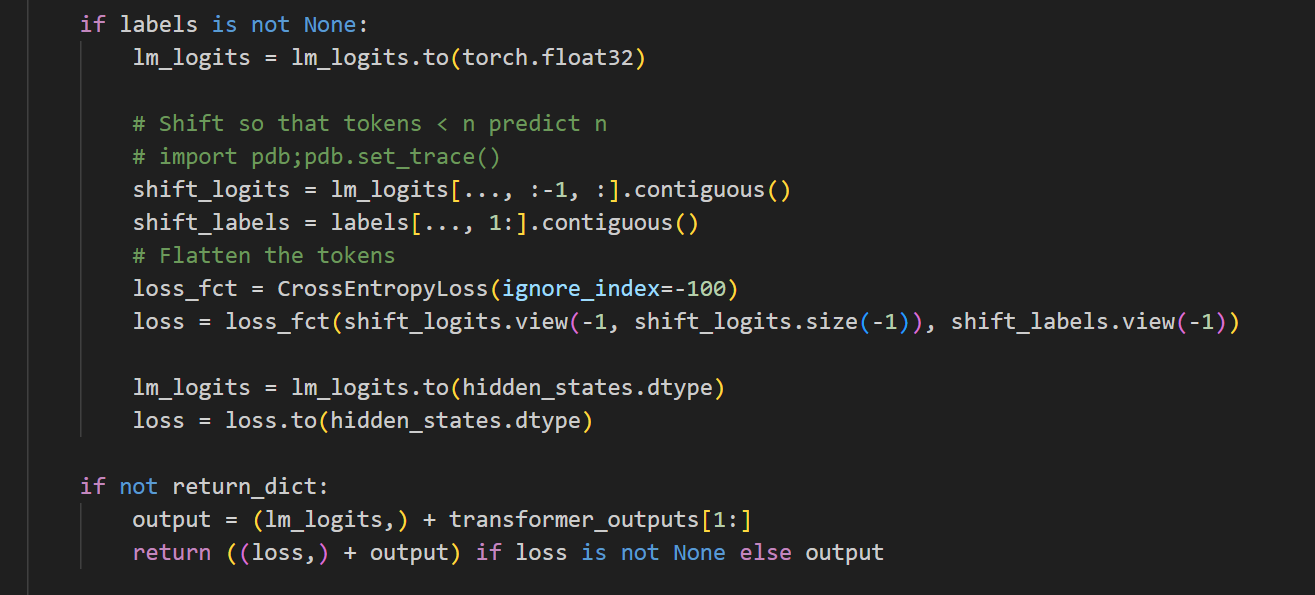 if labels is not None:
lm_logits = lm_logits.to(torch.float32)
# Shift so that tokens < n predict n
# import pdb;pdb.set_trace()
shift_logits = lm_logits[..., :-1, :].contiguous()
shift_labels = labels[..., 1:].contiguous()
# Flatten the tokens
loss_fct = CrossEntropyLoss(ignore_index=-100)
loss = loss_fct(shift_logits.view(-1, shift_logits.size(-1)), shift_labels.view(-1))
lm_logits = lm_logits.to(hidden_states.dtype)
loss = loss.to(hidden_states.dtype)
if not return_dict:
output = (lm_logits,) + transformer_outputs[1:]
return ((loss,) + output) if loss is not None else output